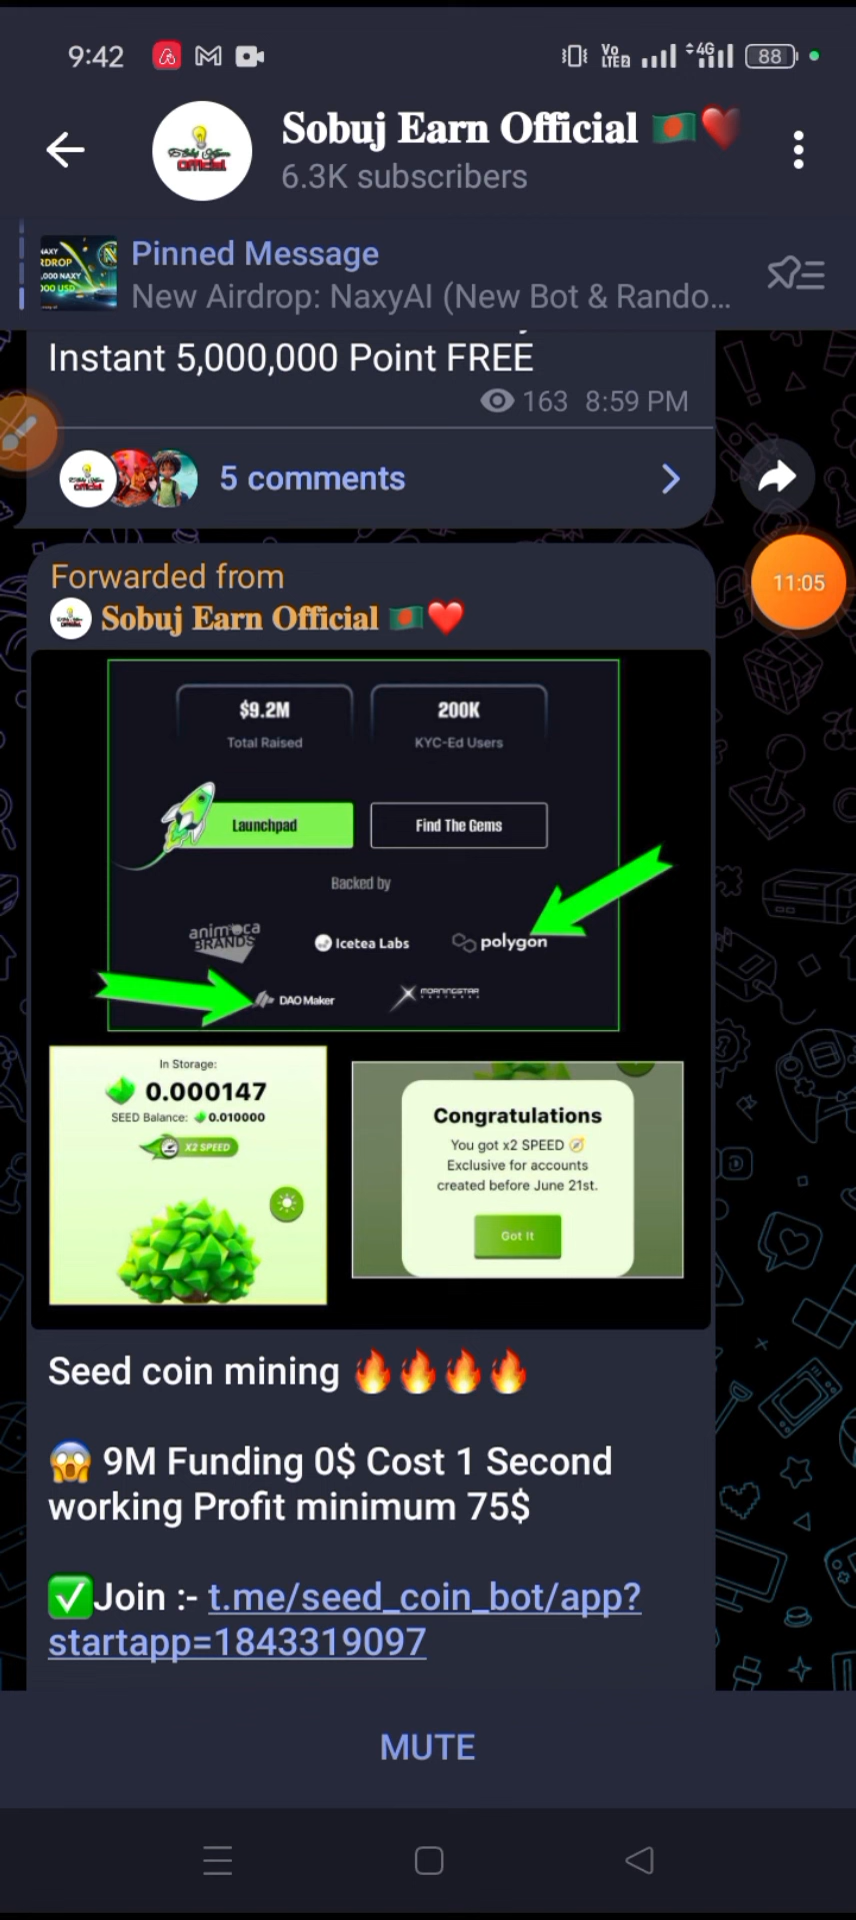 9:42
Vo LTE2 4G 88
Sobuj Earn Official 🇧🇩❤️
6.3K subscribers
Pinned Message
New Airdrop: NaxyAI (New Bot & Rando...
Instant 5,000,000 Point FREE
163 8:59 PM
5 comments
11:05
Forwarded from
Sobuj Earn Official 🇧🇩❤️
$9.2M 200K
Total Raised KYC-Ed Users
Launchpad Find The Gems
Backed by
animoca BRANDS Icetea Labs polygon
DAO Maker MORNINGSTAR
In Storage:
0.000147
SEED Balance: 0.010000
X2 SPEED
Congratulations
You got x2 SPEED 🧭
Exclusive for accounts
created before June 21st.
Got It
Seed coin mining 🔥🔥🔥🔥
😱 9M Funding 0$ Cost 1 Second
working Profit minimum 75$
✅Join :- t.me/seed_coin_bot/app?
startapp=1843319097
MUTE